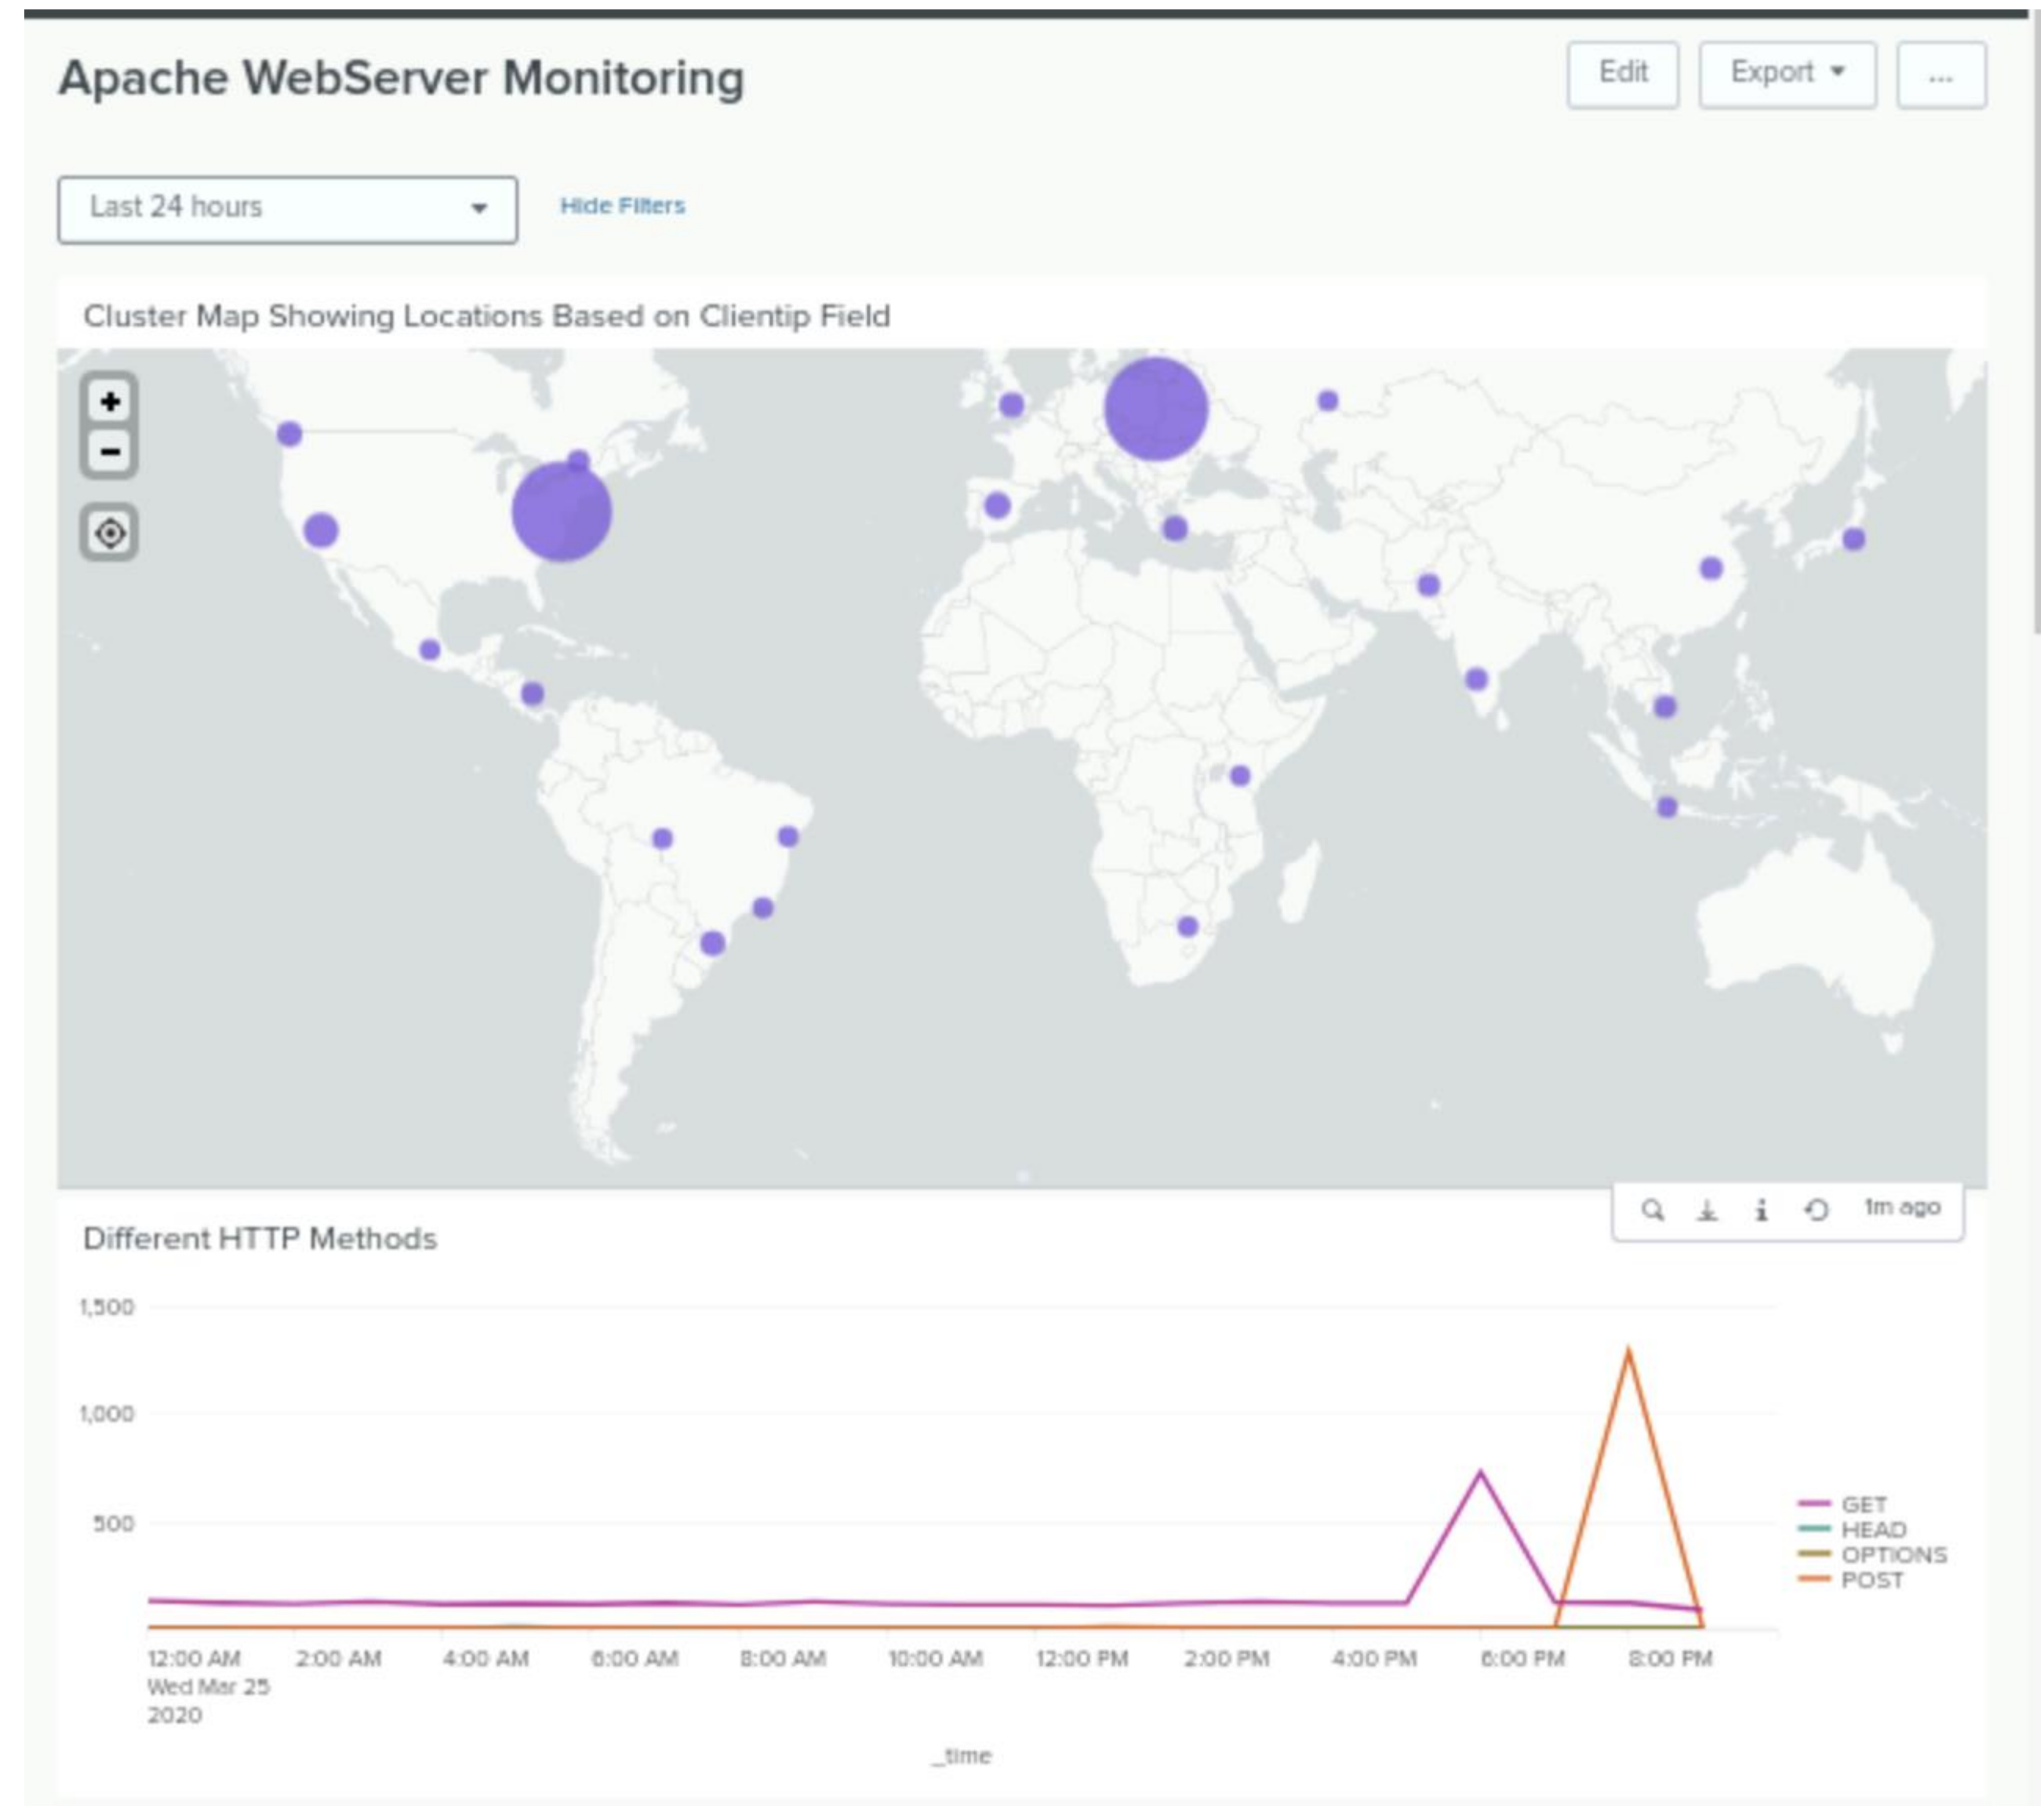 Apache WebServer Monitoring
Edit
Export
...
Last 24 hours
Hide Filters
Cluster Map Showing Locations Based on Clientip Field
+
-
1m ago
Different HTTP Methods
1,500
1,000
500
GET
HEAD
OPTIONS
POST
12:00 AM 2:00 AM 4:00 AM 6:00 AM 8:00 AM 10:00 AM 12:00 PM 2:00 PM 4:00 PM 6:00 PM 8:00 PM
Wed Mar 25
2020
_time